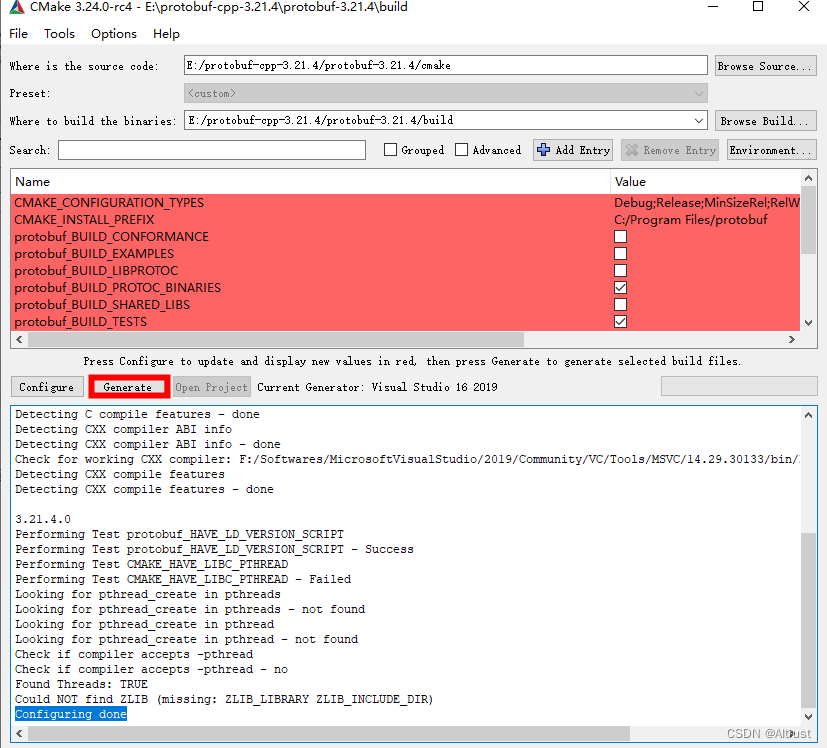 CMake 3.24.0-rc4 - E:\protobuf-cpp-3.21.4\protobuf-3.21.4\build
File Tools Options Help
Where is the source code: E:/protobuf-cpp-3.21.4/protobuf-3.21.4/cmake Browse Source...
Preset: <custom>
Where to build the binaries: E:/protobuf-cpp-3.21.4/protobuf-3.21.4/build Browse Build...
Search: Grouped Advanced Add Entry Remove Entry Environment...
Name Value
CMAKE_CONFIGURATION_TYPES Debug;Release;MinSizeRel;RelW
CMAKE_INSTALL_PREFIX C:/Program Files/protobuf
protobuf_BUILD_CONFORMANCE
protobuf_BUILD_EXAMPLES
protobuf_BUILD_LIBPROTOC
protobuf_BUILD_PROTOC_BINARIES
protobuf_BUILD_SHARED_LIBS
protobuf_BUILD_TESTS
Press Configure to update and display new values in red, then press Generate to generate selected build files.
Configure Generate Open Project Current Generator: Visual Studio 16 2019
Detecting C compile features - done
Detecting CXX compiler ABI info
Detecting CXX compiler ABI info - done
Check for working CXX compiler: F:/Softwares/MicrosoftVisualStudio/2019/Community/VC/Tools/MSVC/14.29.30133/bin/
Detecting CXX compile features
Detecting CXX compile features - done
3.21.4.0
Performing Test protobuf_HAVE_LD_VERSION_SCRIPT
Performing Test protobuf_HAVE_LD_VERSION_SCRIPT - Success
Performing Test CMAKE_HAVE_LIBC_PTHREAD
Performing Test CMAKE_HAVE_LIBC_PTHREAD - Failed
Looking for pthread_create in pthreads
Looking for pthread_create in pthreads - not found
Looking for pthread_create in pthread
Looking for pthread_create in pthread - not found
Check if compiler accepts -pthread
Check if compiler accepts -pthread - no
Found Threads: TRUE
Could NOT find ZLIB (missing: ZLIB_LIBRARY ZLIB_INCLUDE_DIR)
Configuring done
CSDN @Altrust